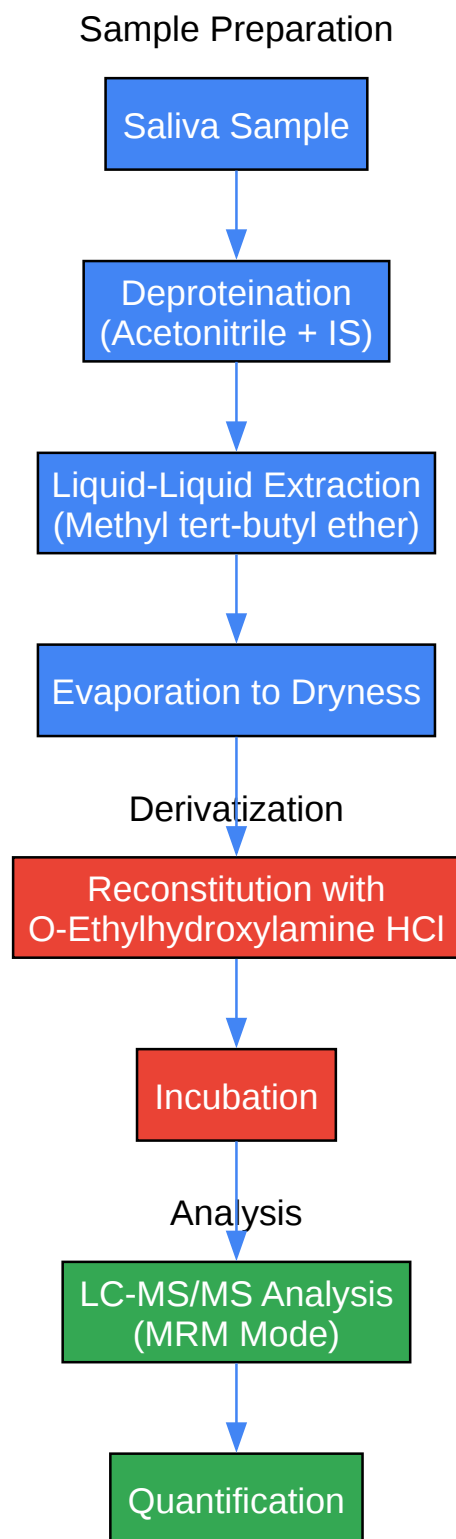 Sample Preparation
Saliva Sample
Deproteination
(Acetonitrile + IS)
Liquid-Liquid Extraction
(Methyl tert-butyl ether)
Evaporation to Dryness
Derivatization
Reconstitution with
O-Ethylhydroxylamine HCl
Incubation
Analysis
LC-MS/MS Analysis
(MRM Mode)
Quantification